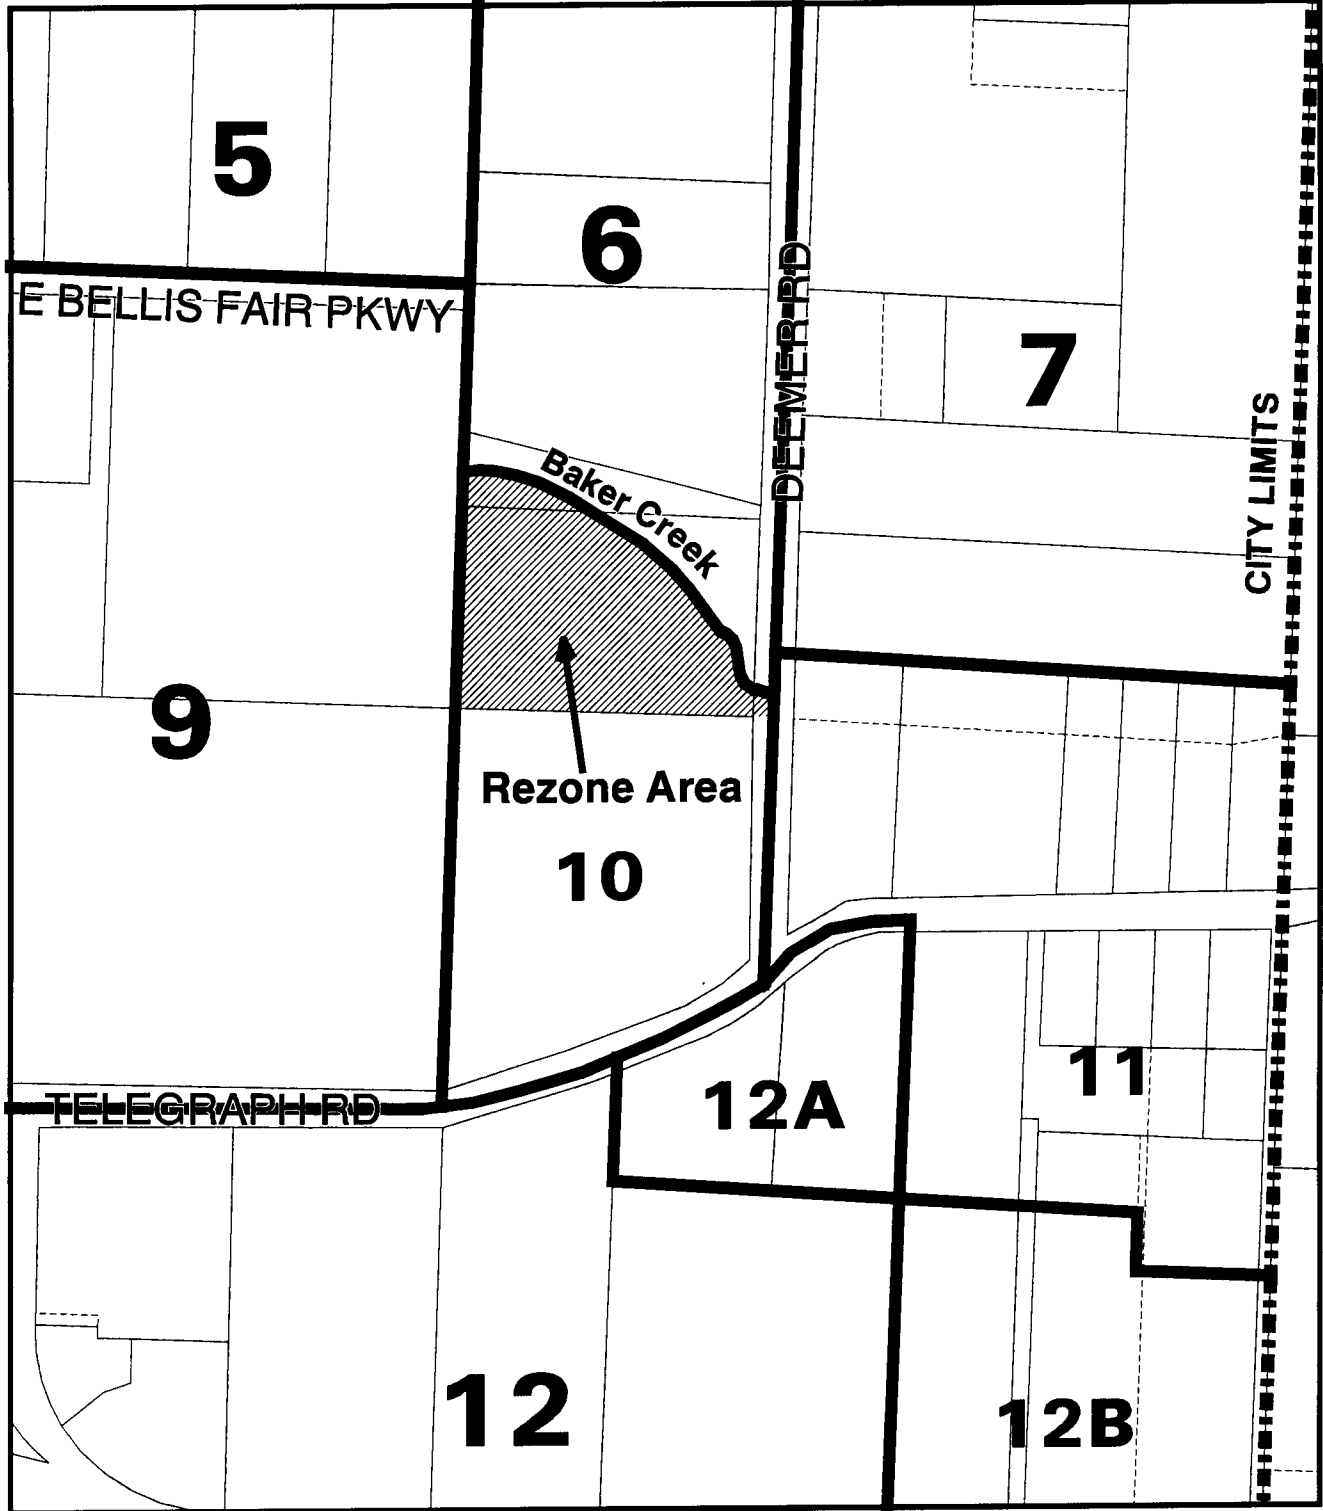 5
6
E BELLIS FAIR PKWY
DEEMER RD
7
CITY LIMITS
Baker Creek
9
Rezone Area
10
11
12A
TELEGRAPH RD
12
12B